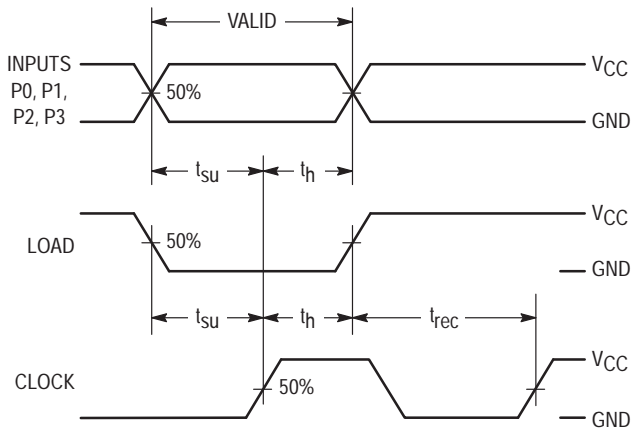 VALID
INPUTS
P0, P1,
P2, P3
50%
VCC
GND
tsu
th
LOAD
50%
VCC
GND
tsu
th
trec
CLOCK
50%
VCC
GND